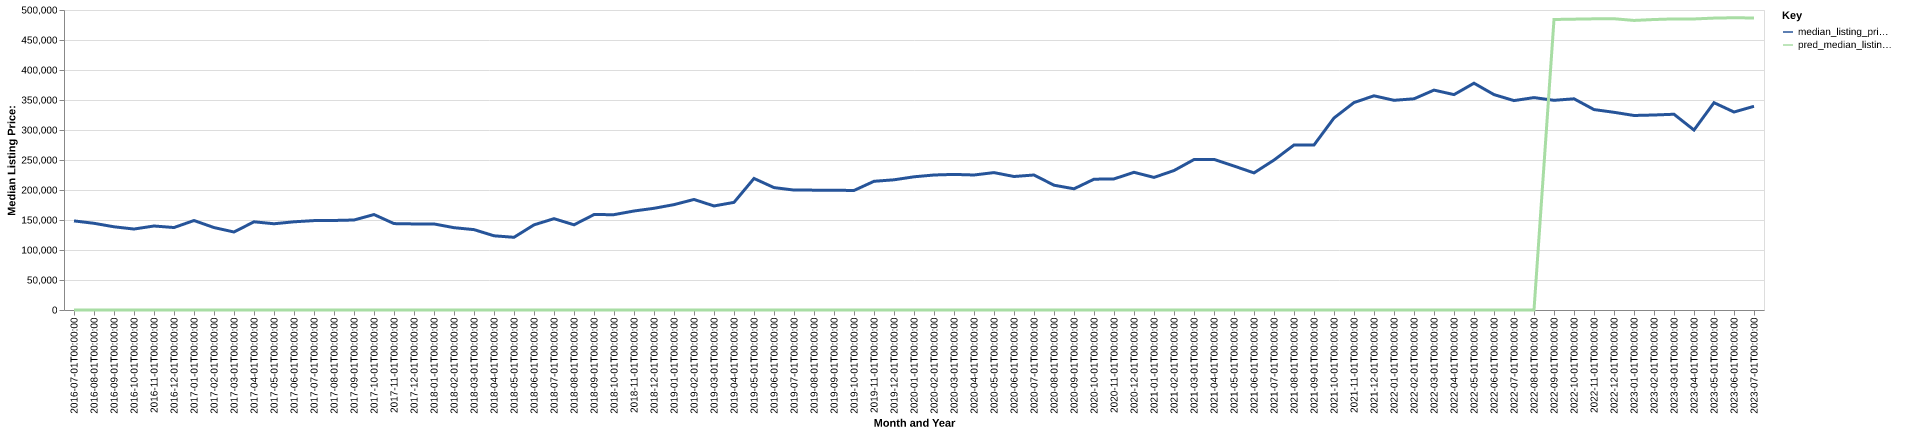 500,000
450,000
400,000
350,000
300,000
250,000
200,000
150,000
100,000
50,000
0
Median Listing Price:
2016-07-01T00:00:00
2016-08-01T00:00:00
2016-09-01T00:00:00
2016-10-01T00:00:00
2016-11-01T00:00:00
2016-12-01T00:00:00
2017-01-01T00:00:00
2017-02-01T00:00:00
2017-03-01T00:00:00
2017-04-01T00:00:00
2017-05-01T00:00:00
2017-06-01T00:00:00
2017-07-01T00:00:00
2017-08-01T00:00:00
2017-09-01T00:00:00
2017-10-01T00:00:00
2017-11-01T00:00:00
2017-12-01T00:00:00
2018-01-01T00:00:00
2018-02-01T00:00:00
2018-03-01T00:00:00
2018-04-01T00:00:00
2018-05-01T00:00:00
2018-06-01T00:00:00
2018-07-01T00:00:00
2018-08-01T00:00:00
2018-09-01T00:00:00
2018-10-01T00:00:00
2018-11-01T00:00:00
2018-12-01T00:00:00
2019-01-01T00:00:00
2019-02-01T00:00:00
2019-03-01T00:00:00
2019-04-01T00:00:00
2019-05-01T00:00:00
2019-06-01T00:00:00
2019-07-01T00:00:00
2019-08-01T00:00:00
2019-09-01T00:00:00
2019-10-01T00:00:00
2019-11-01T00:00:00
2019-12-01T00:00:00
2020-01-01T00:00:00
2020-02-01T00:00:00
2020-03-01T00:00:00
2020-04-01T00:00:00
2020-05-01T00:00:00
2020-06-01T00:00:00
2020-07-01T00:00:00
2020-08-01T00:00:00
2020-09-01T00:00:00
2020-10-01T00:00:00
2020-11-01T00:00:00
2020-12-01T00:00:00
2021-01-01T00:00:00
2021-02-01T00:00:00
2021-03-01T00:00:00
2021-04-01T00:00:00
2021-05-01T00:00:00
2021-06-01T00:00:00
2021-07-01T00:00:00
2021-08-01T00:00:00
2021-09-01T00:00:00
2021-10-01T00:00:00
2021-11-01T00:00:00
2021-12-01T00:00:00
2022-01-01T00:00:00
2022-02-01T00:00:00
2022-03-01T00:00:00
2022-04-01T00:00:00
2022-05-01T00:00:00
2022-06-01T00:00:00
2022-07-01T00:00:00
2022-08-01T00:00:00
2022-09-01T00:00:00
2022-10-01T00:00:00
2022-11-01T00:00:00
2022-12-01T00:00:00
2023-01-01T00:00:00
2023-02-01T00:00:00
2023-03-01T00:00:00
2023-04-01T00:00:00
2023-05-01T00:00:00
2023-06-01T00:00:00
2023-07-01T00:00:00
Month and Year
Key
median_listing_pri…
pred_median_listin…